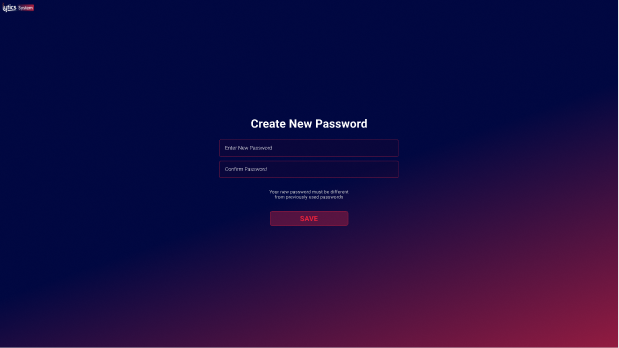 lytics System
Create New Password
Enter New Password
Confirm Password
Your new password must be different
from previously used passwords
SAVE